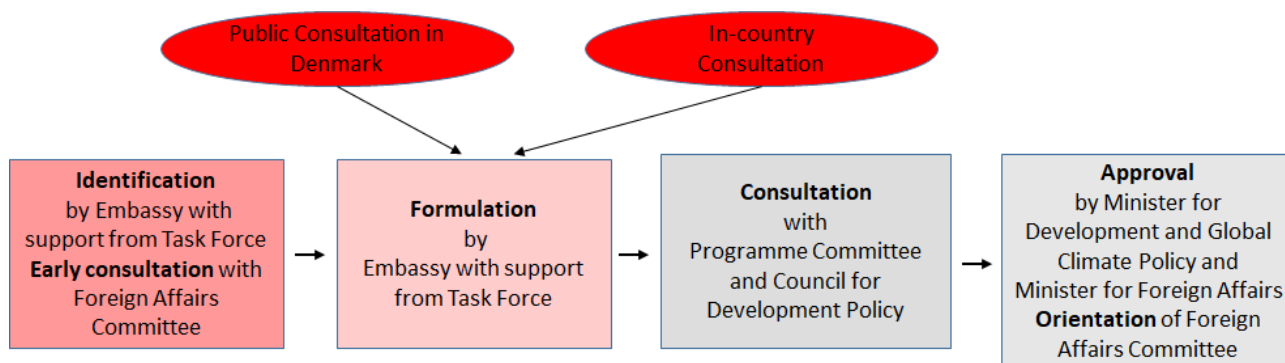 Public Consultation in
Denmark
In-country
Consultation
Identification
by Embassy with
support from Task Force
Early consultation with
Foreign Affairs
Committee
Formulation
by
Embassy with support
from Task Force
Consultation
with
Programme Committee
and Council for
Development Policy
Approval
by Minister for
Development and Global
Climate Policy and
Minister for Foreign Affairs
Orientation of Foreign
Affairs Committee